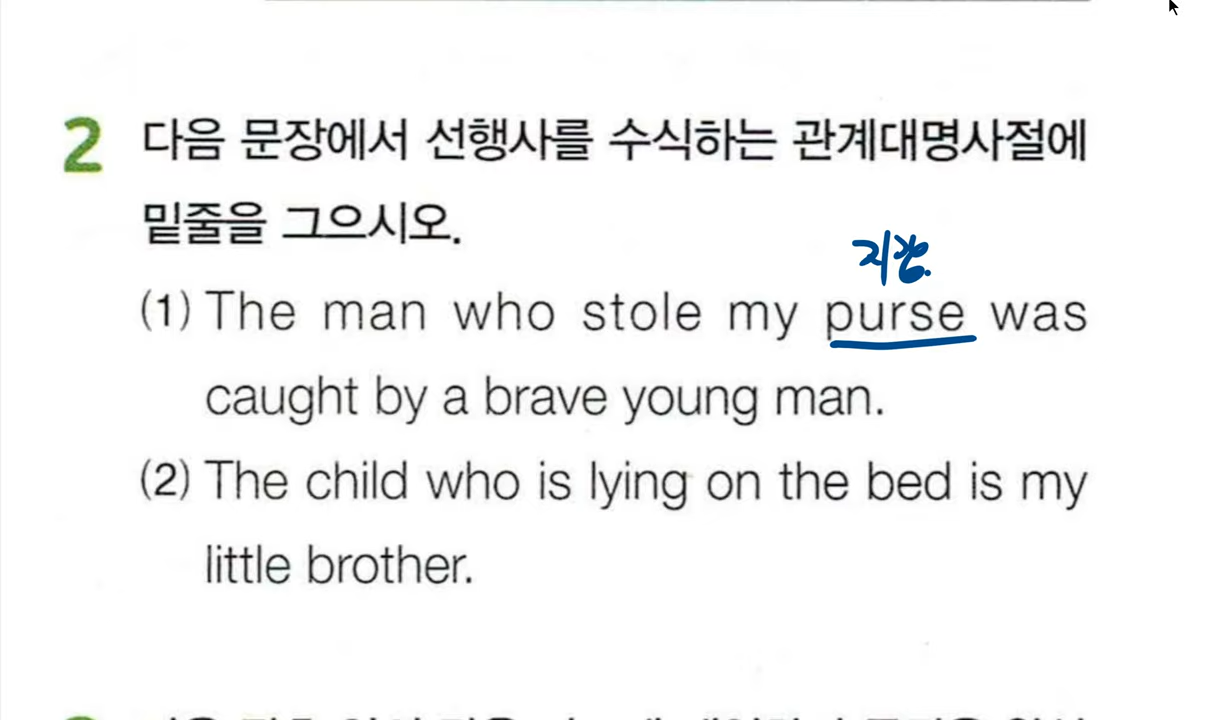 2 다음 문장에서 선행사를 수식하는 관계대명사절에
밑줄을 그으시오.
지갑.
(1) The man who stole my purse was
caught by a brave young man.
(2) The child who is lying on the bed is my
little brother.